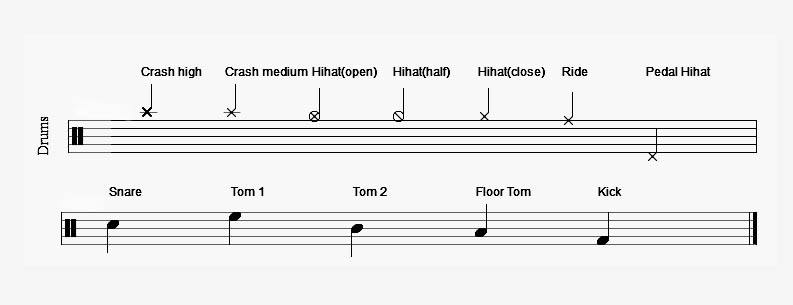 Crash high Crash medium Hihat(open) Hihat(half) Hihat(close) Ride Pedal Hihat
Drums
Snare Tom 1 Tom 2 Floor Tom Kick